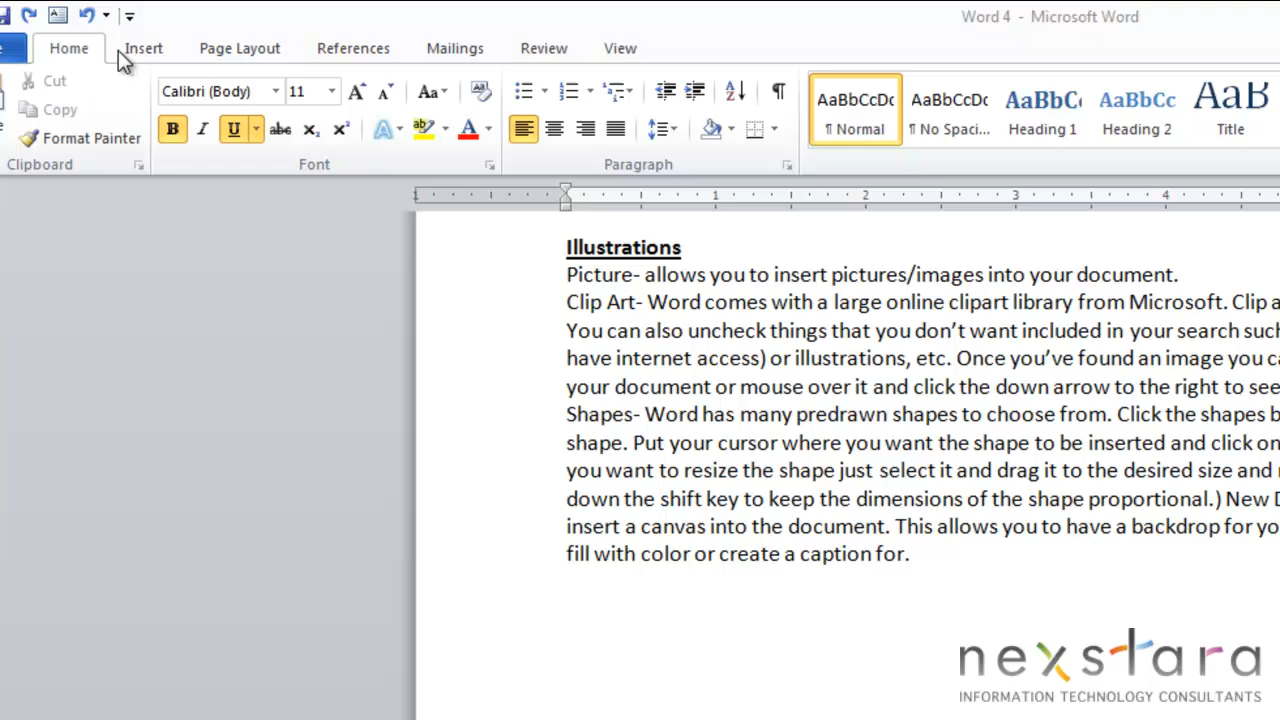 Word 4 - Microsoft Word
Home Insert Page Layout References Mailings Review View
Cut
Copy
Format Painter
Clipboard
Calibri (Body) 11
Font
Paragraph
AaBbCcDc AaBbCcDc AaBbC AaBbCc AaB
¶ Normal ¶ No Spaci... Heading 1 Heading 2 Title
1 1 2 3 4
Illustrations
Picture- allows you to insert pictures/images into your document.
Clip Art- Word comes with a large online clipart library from Microsoft. Clip a
You can also uncheck things that you don’t want included in your search such
have internet access) or illustrations, etc. Once you’ve found an image you ca
your document or mouse over it and click the down arrow to the right to see
Shapes- Word has many predrawn shapes to choose from. Click the shapes b
shape. Put your cursor where you want the shape to be inserted and click on
you want to resize the shape just select it and drag it to the desired size and
down the shift key to keep the dimensions of the shape proportional.) New D
insert a canvas into the document. This allows you to have a backdrop for yo
fill with color or create a caption for.
nexstara
INFORMATION TECHNOLOGY CONSULTANTS